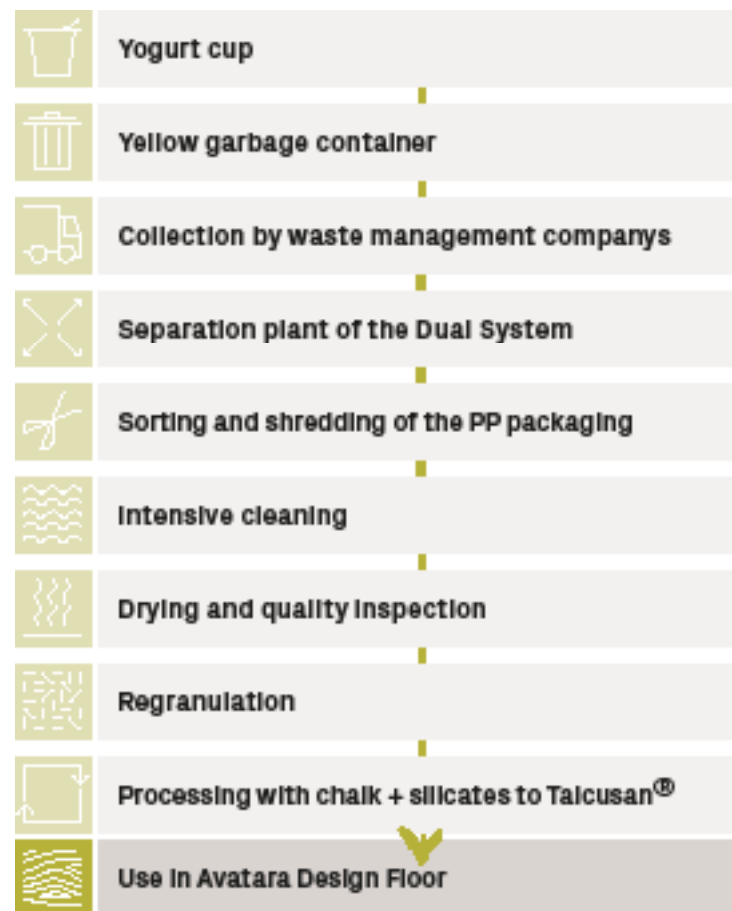 Yogurt cup
Yellow garbage container
Collection by waste management companys
Separation plant of the Dual System
Sorting and shredding of the PP packaging
Intensive cleaning
Drying and quality inspection
Regranulation
Processing with chalk + silicates to Talcusan®
Use in Avatara Design Floor